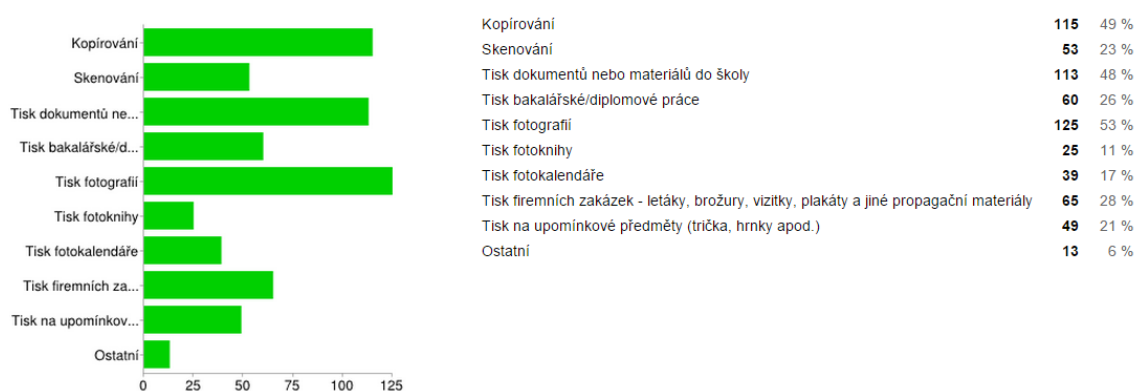 Kopírování
Skenování
Tisk dokumentů ne...
Tisk bakalářské/d...
Tisk fotografií
Tisk fotoknihy
Tisk fotokalendáře
Tisk firemních za...
Tisk na upomínkov...
Ostatní
0 25 50 75 100 125
Kopírování 115 49 %
Skenování 53 23 %
Tisk dokumentů nebo materiálů do školy 113 48 %
Tisk bakalářské/diplomové práce 60 26 %
Tisk fotografií 125 53 %
Tisk fotoknihy 25 11 %
Tisk fotokalendáře 39 17 %
Tisk firemních zakázek - letáky, brožury, vizitky, plakáty a jiné propagační materiály 65 28 %
Tisk na upomínkové předměty (trička, hrnky apod.) 49 21 %
Ostatní 13 6 %